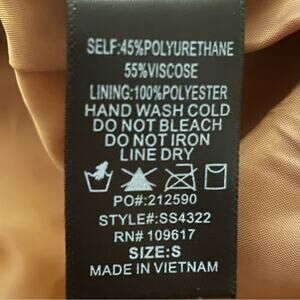 SELF:45%POLYURETHANE
55%VISCOSE
LINING:100%POLYESTER
HAND WASH COLD
DO NOT BLEACH
DO NOT IRON
LINE DRY
PO#:212590
STYLE#:SS4322
RN# 109617
SIZE:S
MADE IN VIETNAM